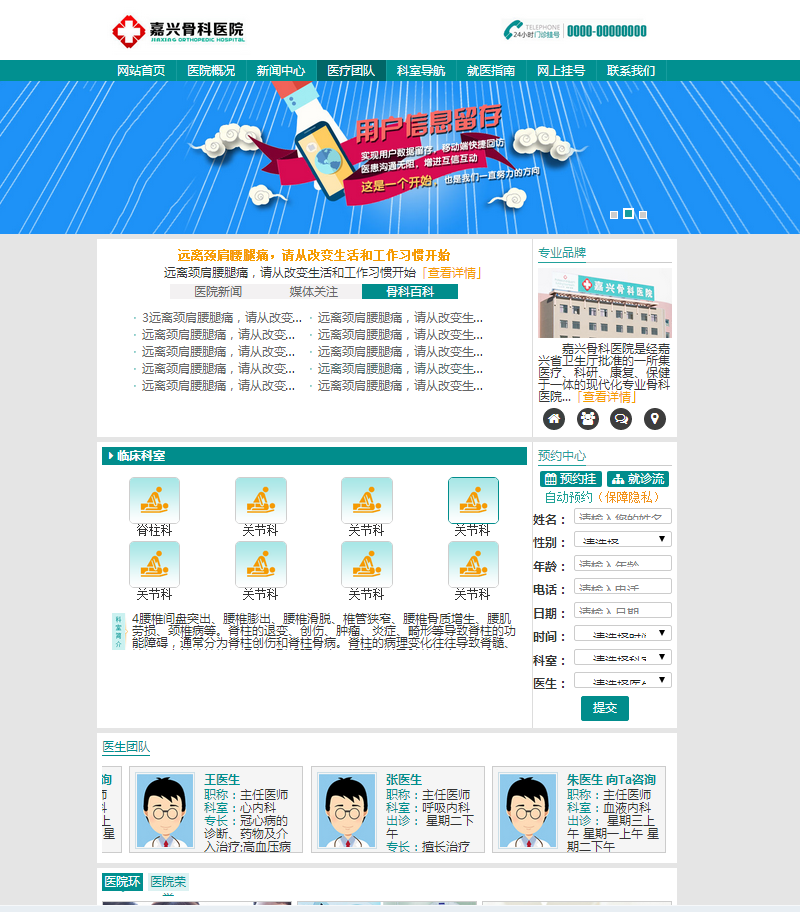 嘉兴骨科医院
JIAXING ORTHOPEDIC HOSPITAL
TELEPHONE
24小时门诊挂号
0000-00000000
网站首页 医院概况 新闻中心 医疗团队 科室导航 就医指南 网上挂号 联系我们
用户信息留存
实现用户数据留存，移动端快捷回访
医患沟通无阻，增进互信互动
这是一个开始，也是我们一直努力的方向
远离颈肩腰腿痛，请从改变生活和工作习惯开始
远离颈肩腰腿痛，请从改变生活和工作习惯开始「查看详情」
医院新闻 媒体关注 骨科百科
· 3远离颈肩腰腿痛，请从改变... · 远离颈肩腰腿痛，请从改变生...
· 远离颈肩腰腿痛，请从改变... · 远离颈肩腰腿痛，请从改变生...
· 远离颈肩腰腿痛，请从改变... · 远离颈肩腰腿痛，请从改变生...
· 远离颈肩腰腿痛，请从改变... · 远离颈肩腰腿痛，请从改变生...
· 远离颈肩腰腿痛，请从改变... · 远离颈肩腰腿痛，请从改变生...
专业品牌
嘉兴骨科医院
嘉兴骨科医院是经嘉
兴省卫生厅批准的一所集
医疗、科研、康复、保健
于一体的现代化专业骨科
医院...「查看详情」
临床科室
脊柱科 关节科 关节科 关节科
关节科 关节科 关节科 关节科
科室简介
4腰椎间盘突出、腰椎膨出、腰椎滑脱、椎管狭窄、腰椎骨质增生、腰肌
劳损、颈椎病等。脊柱的退变、创伤、肿瘤、炎症、畸形等导致脊柱的功
能障碍，通常分为脊柱创伤和脊柱骨病。脊柱的病理变化往往导致脊髓、
预约中心
预约挂 就诊流
自动预约（保障隐私）
姓名： 请输入您的姓名
性别： 请选择
年龄： 请输入年龄
电话： 请输入电话
日期： 请输入日期
时间： 请选择时间
科室： 请选择科室
医生： 请选择医生
提交
医生团队
询
师
科
上
星
王医生
职称：主任医师
科室：心内科
专长：冠心病的
诊断、药物及介
入治疗;高血压病
张医生
职称：主任医师
科室：呼吸内科
出诊： 星期二下
午
专长：擅长治疗
朱医生 向Ta咨询
职称：主任医师
科室：血液内科
出诊： 星期三上
午 星期一上午 星
期二下午
医院环 医院荣